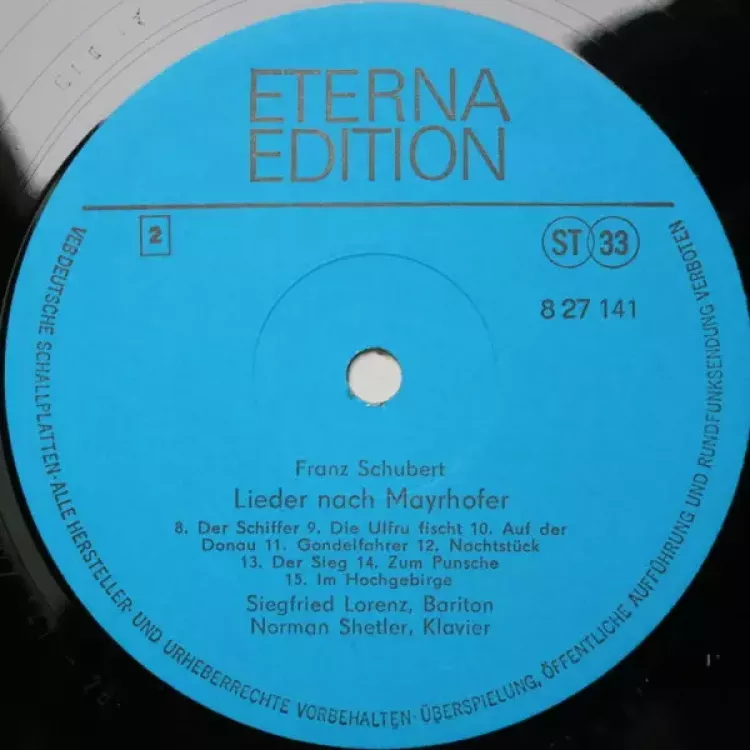 ETERNA
EDITION
2
ST 33
8 27 141
Franz Schubert
Lieder nach Mayrhofer
8. Der Schiffer 9. Die Ulfru fischt 10. Auf der
Donau 11. Gondelfahrer 12. Nachtstück
13. Der Sieg 14. Zum Punsche
15. Im Hochgebirge
Siegfried Lorenz, Bariton
Norman Shetler, Klavier
VEB DEUTSCHE SCHALLPLATTEN · ALLE HERSTELLER- UND URHEBERRECHTE VORBEHALTEN · ÜBERSPIELUNG, ÖFFENTLICHE AUFFÜHRUNG UND RUNDFUNKSENDUNG VERBOTEN